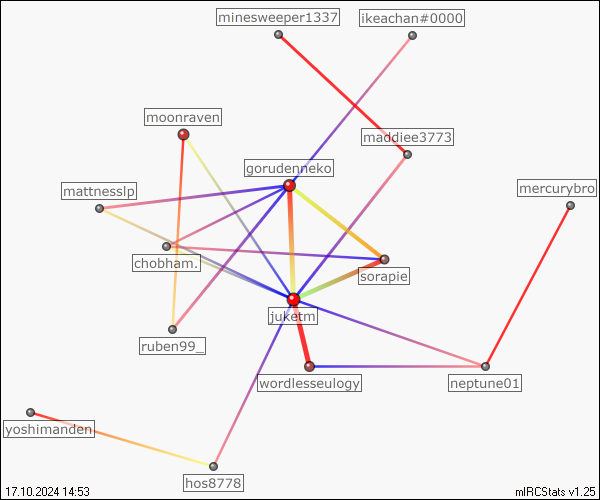 minesweeper1337
ikeachan#0000
moonraven
maddiee3773
gorudenneko
mattnesslp
mercurybro
chobham.
sorapie
juketm
ruben99_
wordlesseulogy
neptune01
yoshimanden
hos8778
17.10.2024 14:53
mIRCStats v1.25